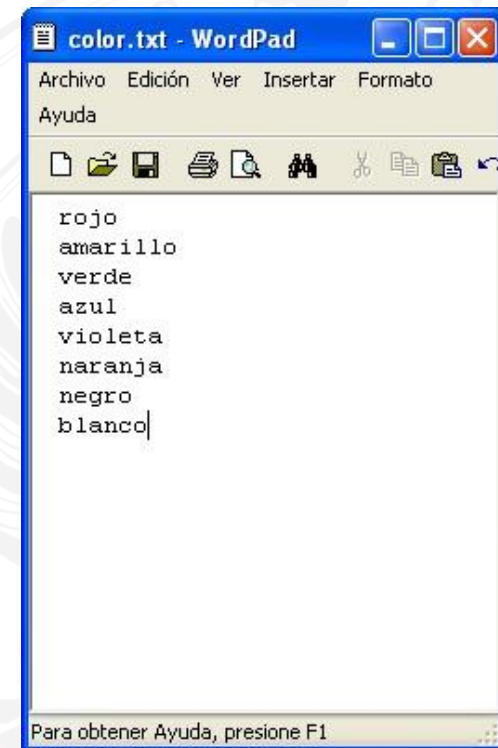 color.txt - WordPad
Archivo Edición Ver Insertar Formato
Ayuda
rojo
amarillo
verde
azul
violeta
naranja
negro
blanco
Para obtener Ayuda, presione F1